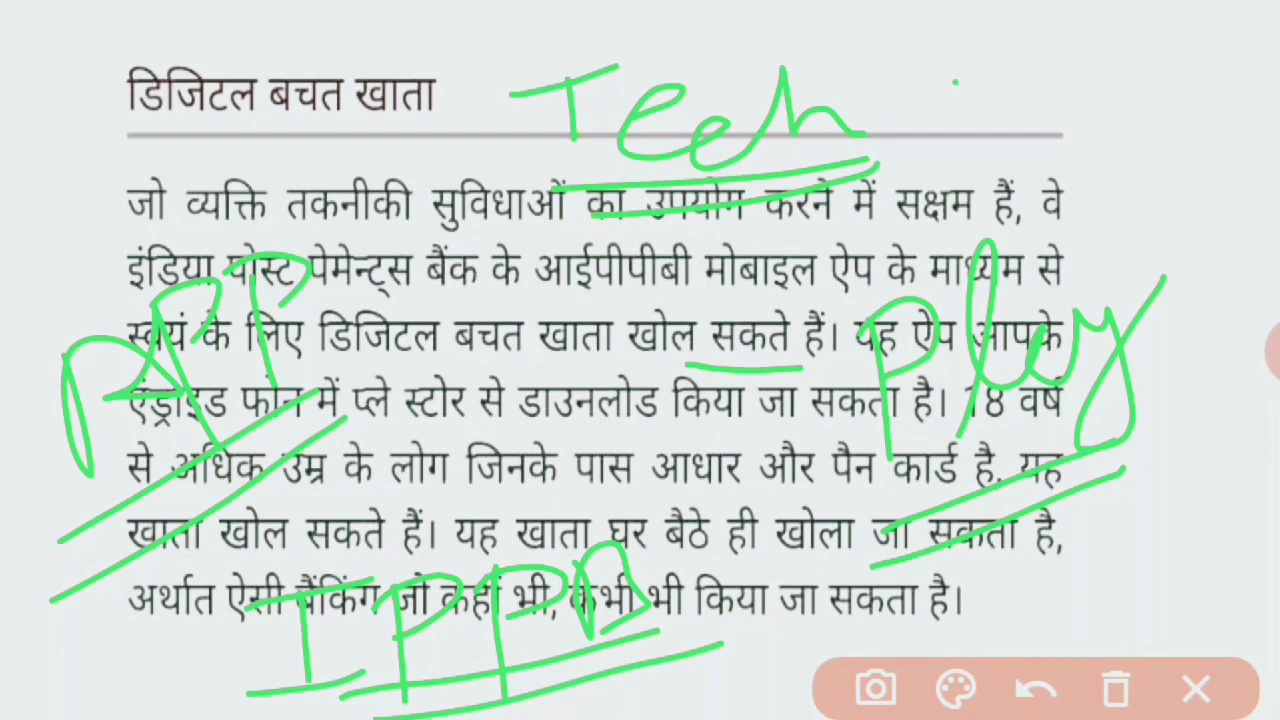 डिजिटल बचत खाता
Tech
जो व्यक्ति तकनीकी सुविधाओं का उपयोग करने में सक्षम हैं, वे
इंडिया पोस्ट पेमेन्ट्स बैंक के आईपीपीबी मोबाइल ऐप के माध्यम से
स्वयं के लिए डिजिटल बचत खाता खोल सकते हैं। यह ऐप आपके
एंड्राइड फोन में प्ले स्टोर से डाउनलोड किया जा सकता है। 18 वर्ष
से अधिक उम्र के लोग जिनके पास आधार और पैन कार्ड है, यह
खाता खोल सकते हैं। यह खाता घर बैठे ही खोला जा सकता है,
अर्थात ऐसी बैंकिंग जो कहीं भी, कभी भी किया जा सकता है।
APP
Play
IPPB